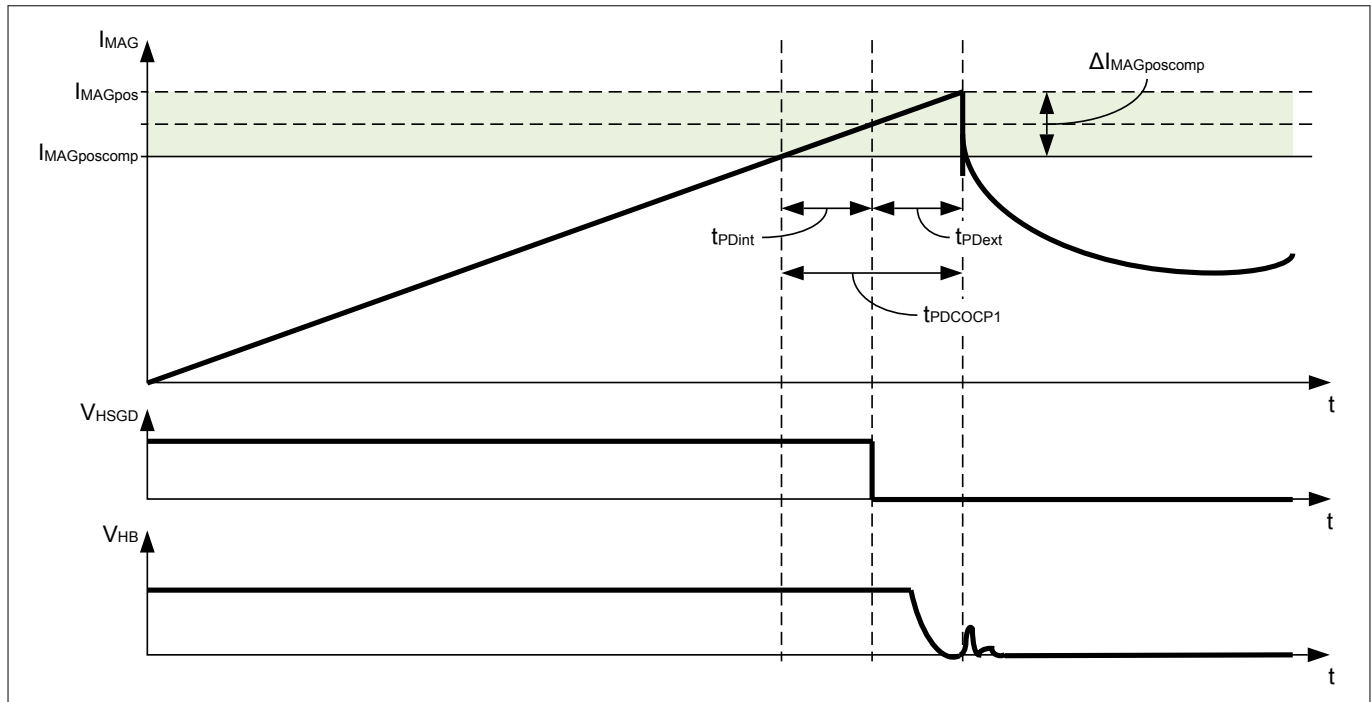 IMAG
ΔIMAGposcomp
IMAGpos
IMAGposcomp
tPDint
tPDext
tPDCOCP1
t
VHSGD
t
VHB
t